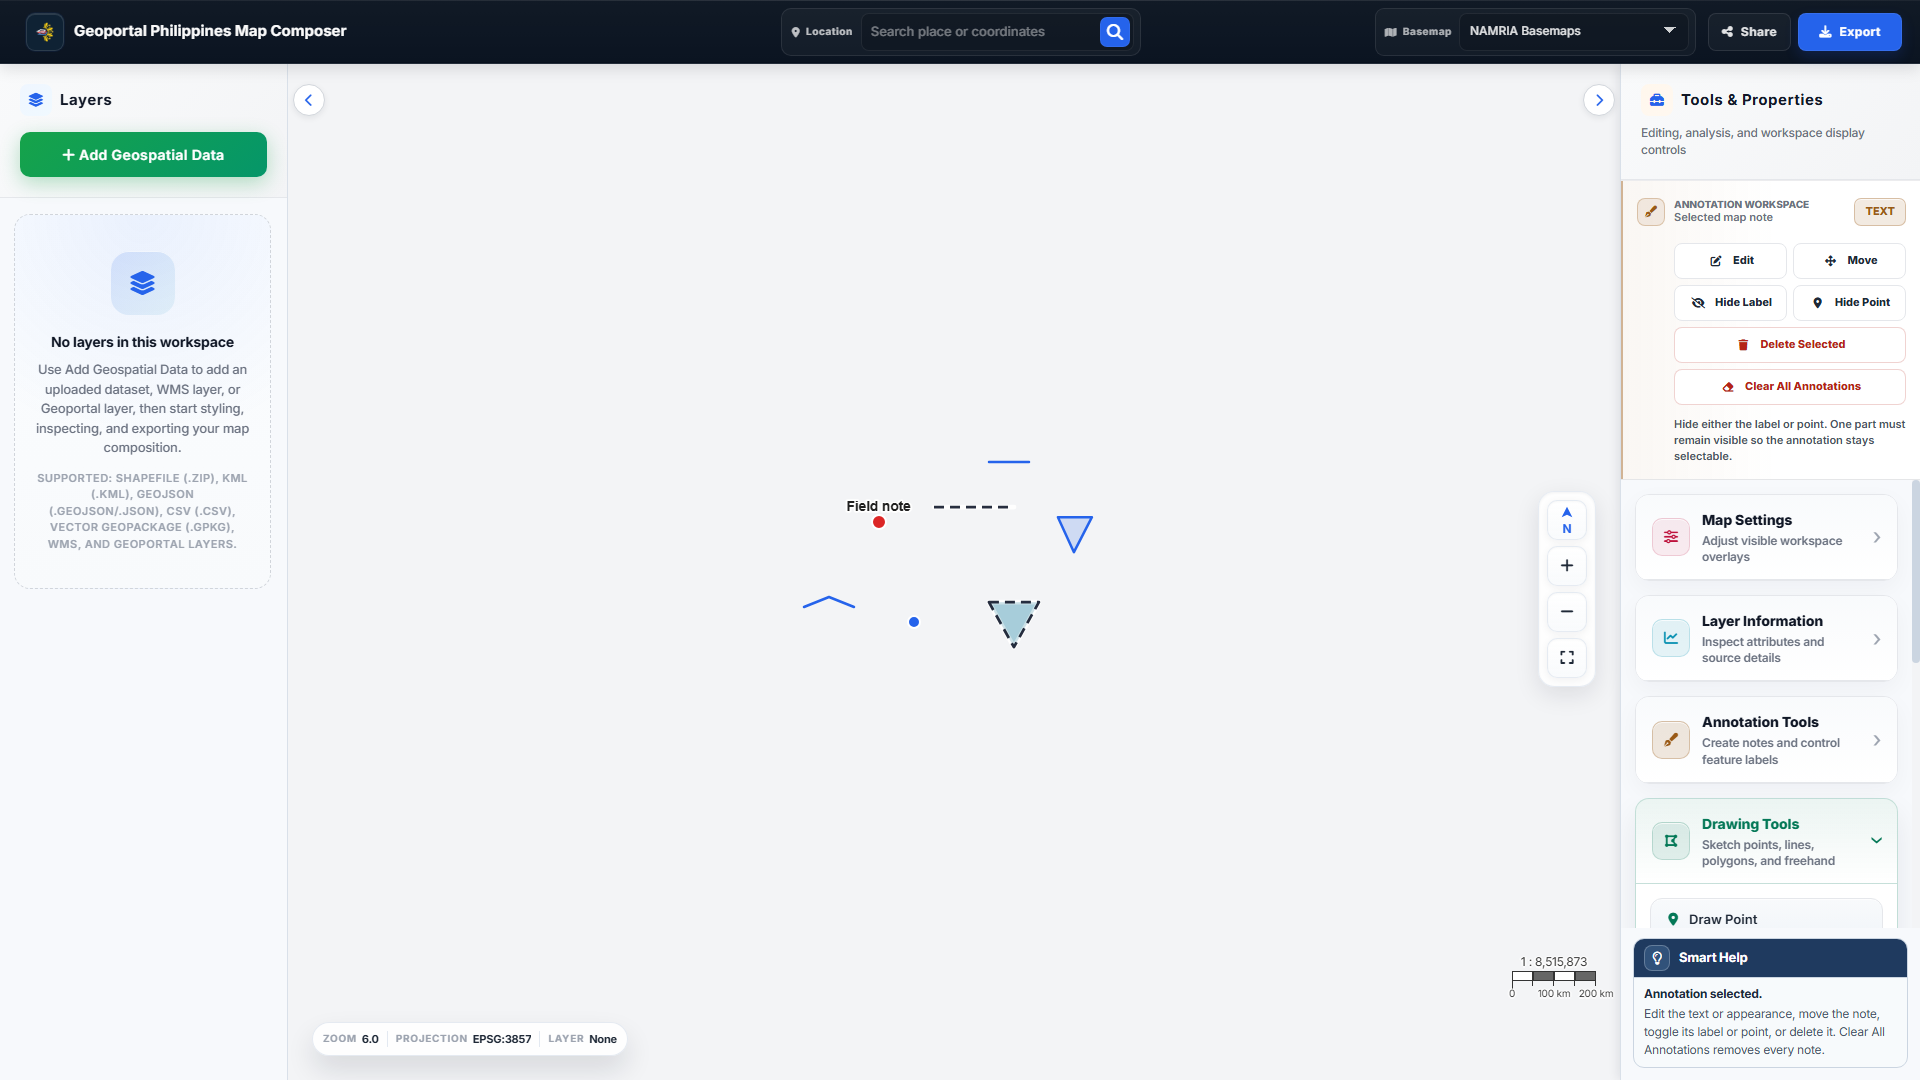 Geoportal Philippines Map Composer
Location
Search place or coordinates
Basemap
NAMRIA Basemaps
Share
Export
Layers
Add Geospatial Data
No layers in this workspace
Use Add Geospatial Data to add an
uploaded dataset, WMS layer, or
Geoportal layer, then start styling,
inspecting, and exporting your map
composition.
SUPPORTED: SHAPEFILE (.ZIP), KML
(.KML), GEOJSON
(.GEOJSON/.JSON), CSV (.CSV),
VECTOR GEOPACKAGE (.GPKG),
WMS, AND GEOPORTAL LAYERS.
Field note
N
1 : 8,515,873
0 100 km 200 km
ZOOM 6.0 PROJECTION EPSG:3857 LAYER None
Tools & Properties
Editing, analysis, and workspace display
controls
ANNOTATION WORKSPACE
Selected map note
TEXT
Edit
Move
Hide Label
Hide Point
Delete Selected
Clear All Annotations
Hide either the label or point. One part must
remain visible so the annotation stays
selectable.
Map Settings
Adjust visible workspace
overlays
Layer Information
Inspect attributes and
source details
Annotation Tools
Create notes and control
feature labels
Drawing Tools
Sketch points, lines,
polygons, and freehand
Draw Point
Smart Help
Annotation selected.
Edit the text or appearance, move the note,
toggle its label or point, or delete it. Clear All
Annotations removes every note.